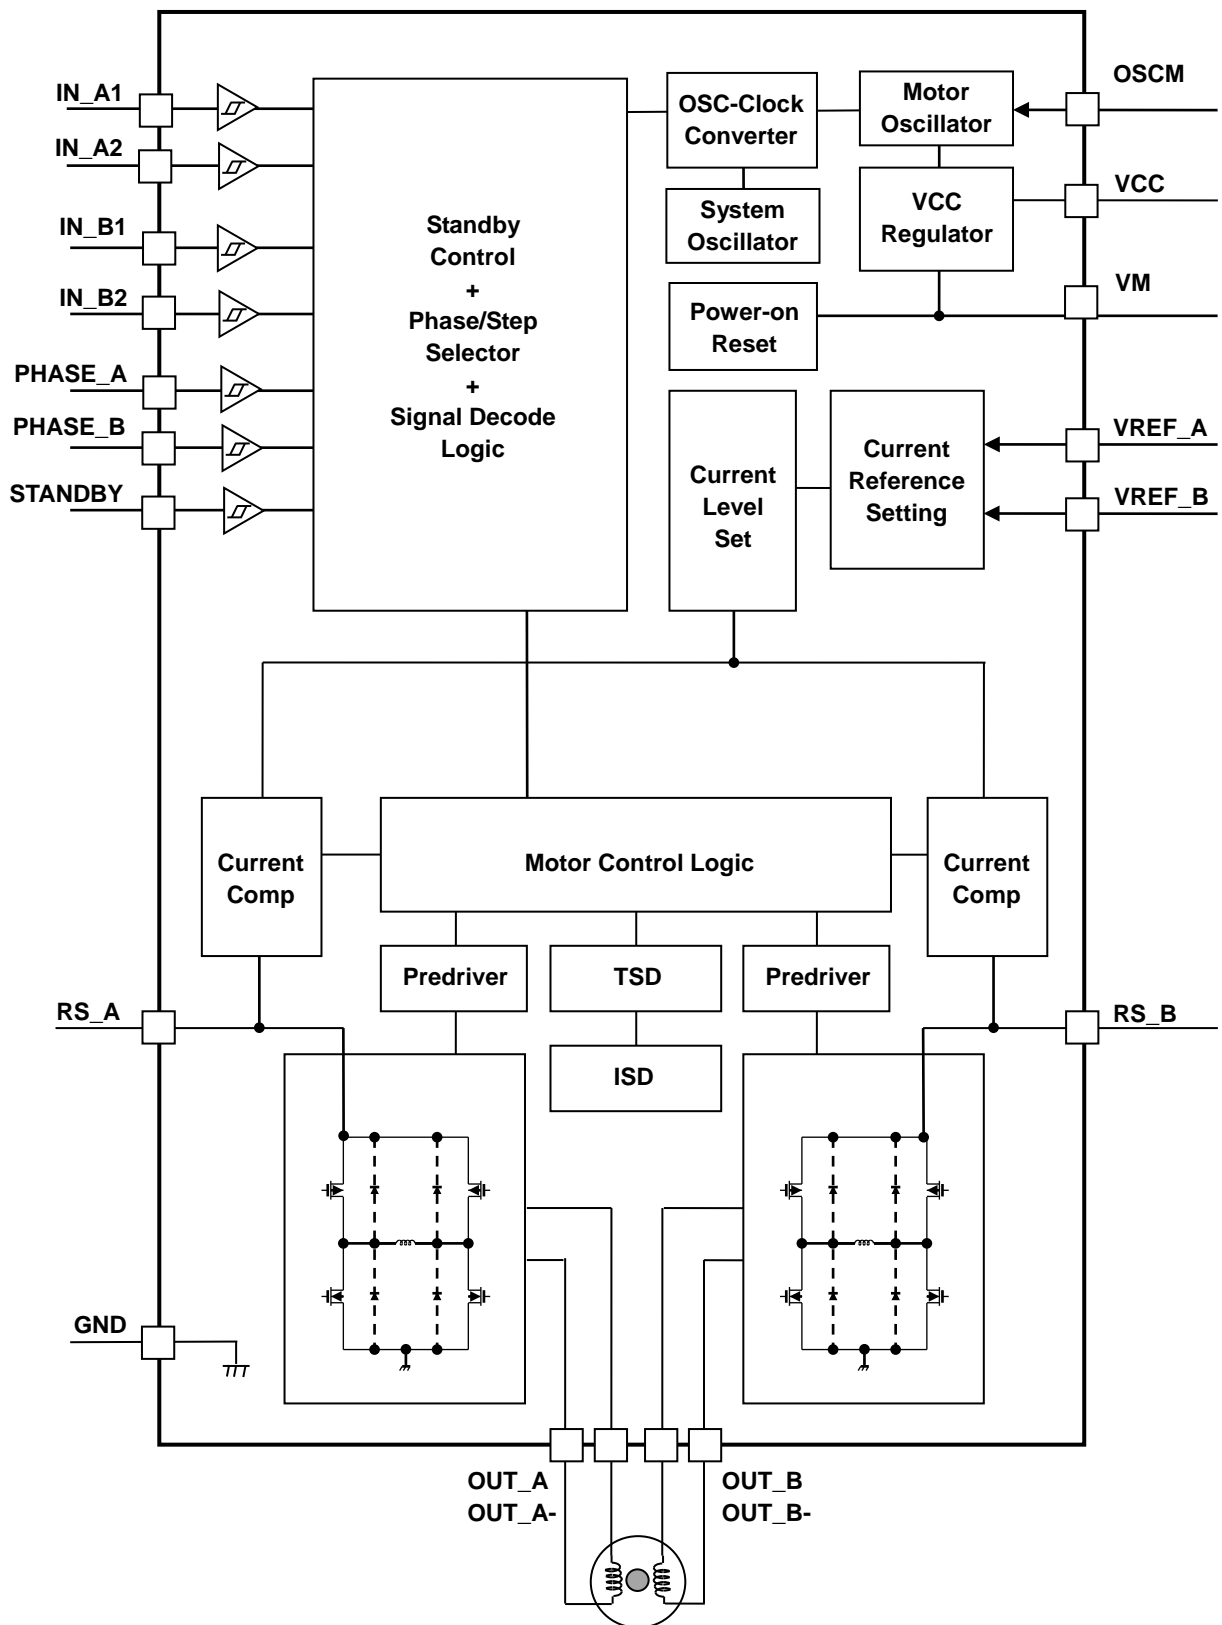 IN_A1
IN_A2
IN_B1
IN_B2
PHASE_A
PHASE_B
STANDBY
Standby
Control
+
Phase/Step
Selector
+
Signal Decode
Logic
OSC-Clock
Converter
System
Oscillator
Motor
Oscillator
VCC
Regulator
Power-on
Reset
Current
Level
Set
Current
Reference
Setting
OSCM
VCC
VM
VREF_A
VREF_B
Current
Comp
Motor Control Logic
Current
Comp
Predriver
TSD
Predriver
ISD
RS_A
RS_B
GND
OUT_A
OUT_A-
OUT_B
OUT_B-